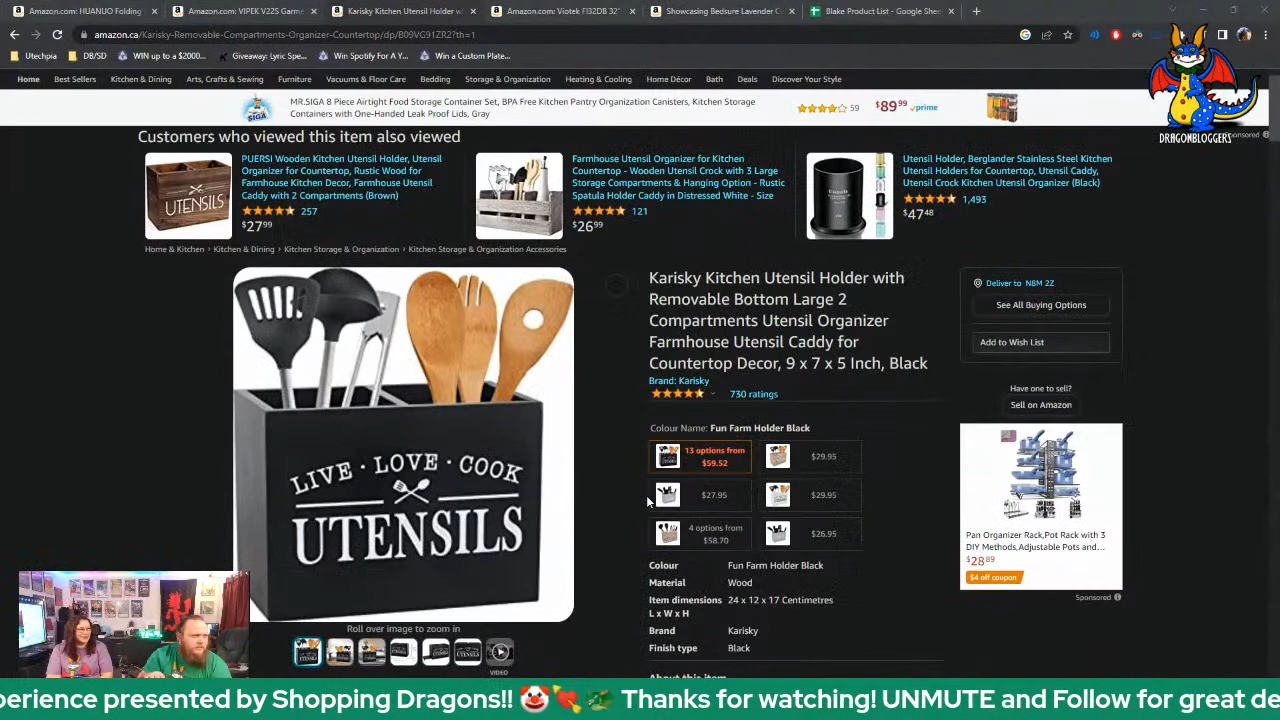 Amazon.com: HUANUO Folding
Amazon.com: VIPEK V22S Garme
Karisky Kitchen Utensil Holder w
Amazon.com: Viotek FI32DB 32"
Showcasing Bedsure Lavender C
Blake Product List - Google Shee
amazon.ca/Karisky-Removable-Compartments-Organizer-Countertop/dp/B09VG91ZR2?th=1
Utechpia
DB/SD
WIN up to a $2000...
Giveaway: Lyric Spe...
Win Spotify For A Y...
Win a Custom Plate...
Home
Best Sellers
Kitchen & Dining
Arts, Crafts & Sewing
Furniture
Vacuums & Floor Care
Bedding
Storage & Organization
Heating & Cooling
Home Décor
Bath
Deals
Discover Your Style
MR.SIGA 8 Piece Airtight Food Storage Container Set, BPA Free Kitchen Pantry Organization Canisters, Kitchen Storage
Containers with One-Handed Leak Proof Lids, Gray
59
$89⁹⁹
prime
SIGA
DRAGONBLOGGERS
Sponsored
Customers who viewed this item also viewed
UTENSILS
PUERSI Wooden Kitchen Utensil Holder, Utensil
Organizer for Countertop, Rustic Wood for
Farmhouse Kitchen Decor, Farmhouse Utensil
Caddy with 2 Compartments (Brown)
257
$27⁹⁹
Farmhouse Utensil Organizer for Kitchen
Countertop - Wooden Utensil Crock with 3 Large
Storage Compartments & Hanging Option - Rustic
Spatula Holder Caddy in Distressed White - Size
121
$26⁹⁹
Utensils
Utensil Holder, Berglander Stainless Steel Kitchen
Utensil Holders for Countertop, Utensil Caddy,
Utensil Crock Kitchen Utensil Organizer (Black)
1,493
$47⁴⁸
Home & Kitchen › Kitchen & Dining › Kitchen Storage & Organization › Kitchen Storage & Organization Accessories
LIVE · LOVE · COOK
UTENSILS
Roll over image to zoom in
VIDEO
Karisky Kitchen Utensil Holder with
Removable Bottom Large 2
Compartments Utensil Organizer
Farmhouse Utensil Caddy for
Countertop Decor, 9 x 7 x 5 Inch, Black
Brand: Karisky
730 ratings
Colour Name: Fun Farm Holder Black
13 options from
$59.52
$29.95
$27.95
$29.95
4 options from
$58.70
$26.95
Colour Fun Farm Holder Black
Material Wood
Item dimensions 24 x 12 x 17 Centimetres
L x W x H
Brand Karisky
Finish type Black
About this item
Deliver to N8M 2Z
See All Buying Options
Add to Wish List
Have one to sell?
Sell on Amazon
Pan Organizer Rack,Pot Rack with 3
DIY Methods,Adjustable Pots and...
$28⁸⁹
$4 off coupon
Sponsored
perience presented by Shopping Dragons!! 🤡💘🐲 Thanks for watching! UNMUTE and Follow for great de